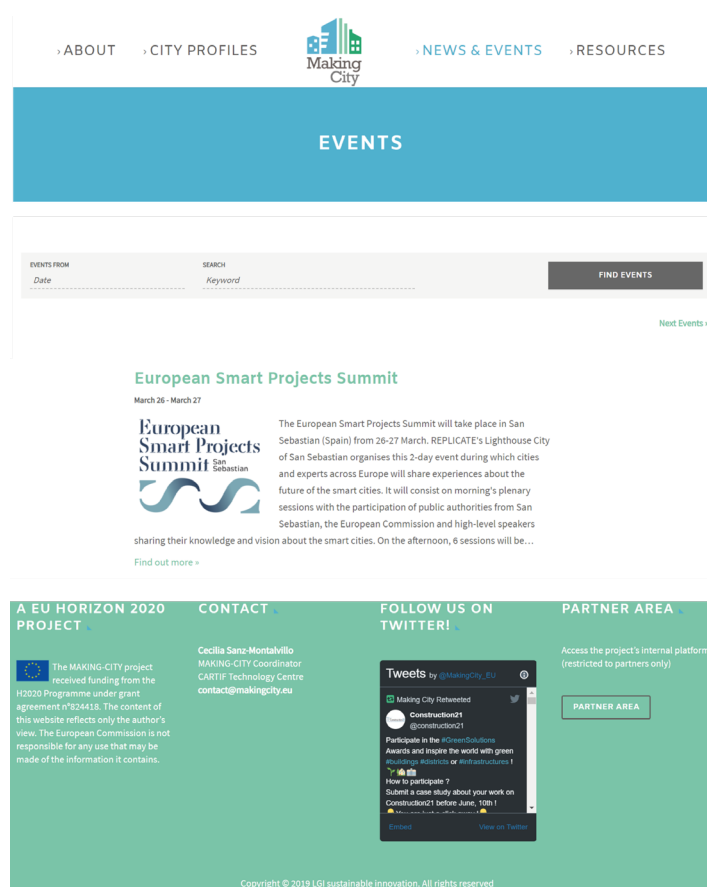 › ABOUT
› CITY PROFILES
Making
City
› NEWS & EVENTS
› RESOURCES
EVENTS
EVENTS FROM
Date
SEARCH
Keyword
FIND EVENTS
Next Events
European Smart Projects Summit
March 26 - March 27
European
Smart Projects
Summit San
Sebastian
The European Smart Projects Summit will take place in San
Sebastian (Spain) from 26-27 March. REPLICATE's Lighthouse City
of San Sebastian organises this 2-day event during which cities
and experts across Europe will share experiences about the
future of the smart cities. It will consist on morning's plenary
sessions with the participation of public authorities from San
Sebastian, the European Commission and high-level speakers
sharing their knowledge and vision about the smart cities. On the afternoon, 6 sessions will be…
Find out more »
A EU HORIZON 2020
PROJECT
The MAKING-CITY project
received funding from the
H2020 Programme under grant
agreement n°824418. The content of
this website reflects only the author's
view. The European Commission is not
responsible for any use that may be
made of the information it contains.
CONTACT
Cecilia Sanz-Montalvillo
MAKING-CITY Coordinator
CARTIF Technology Centre
contact@makingcity.eu
FOLLOW US ON
TWITTER!
Tweets by @MakingCity_EU
Making City Retweeted
Construction21
@construction21
Participate in the #GreenSolutions
Awards and inspire the world with green
#buildings #districts or #infrastructures !
How to participate ?
Submit a case study about your work on
Construction21 before June, 10th !
Embed
View on Twitter
PARTNER AREA
Access the project's internal platform
(restricted to partners only)
PARTNER AREA
Copyright © 2019 LGI sustainable innovation. All rights reserved